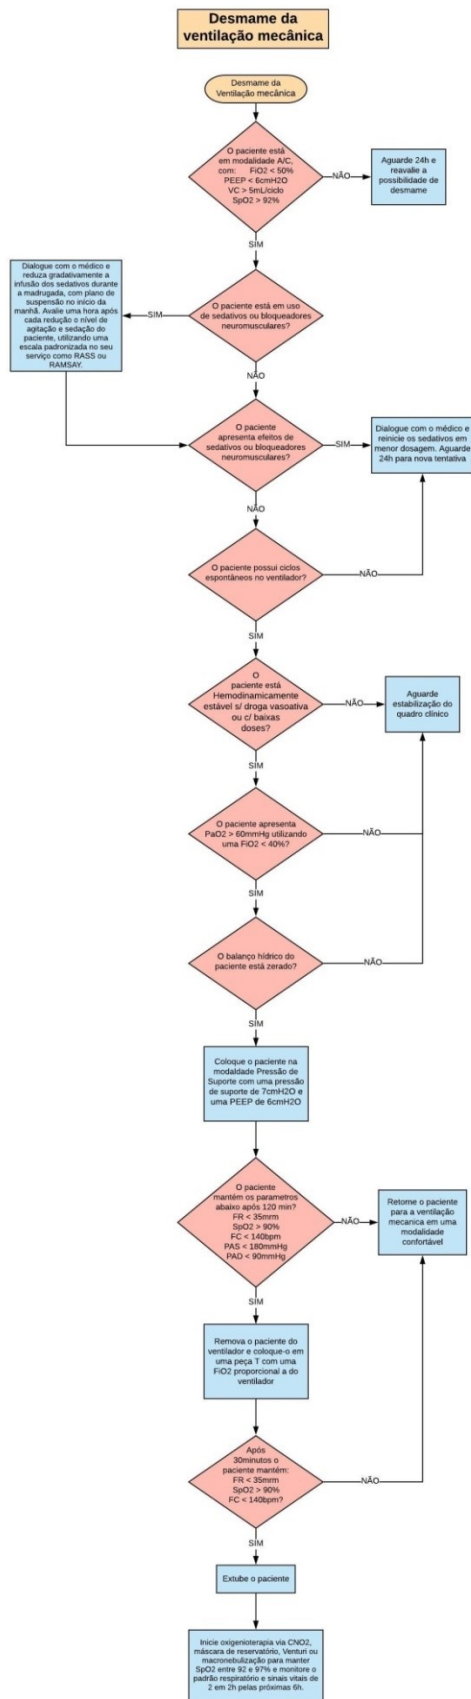 Desmame da
ventilação mecânica
Desmame da
Ventilação mecânica
O paciente está
em modalidade A/C,
com: FiO2 < 50%
PEEP < 6cmH2O
VC > 5mL/ciclo
SpO2 > 92%
NÃO
Aguarde 24h e
reavalie a
possibilidade de
desmame
SIM
Dialogue com o médico e
reduza gradativamente a
infusão dos sedativos durante
a madrugada, com plano de
suspensão no início da
manhã. Avalie uma hora após
cada redução o nível de
agitação e sedação do
paciente, utilizando uma
escala padronizada no seu
serviço como RASS ou
RAMSAY.
SIM
O paciente está em uso
de sedativos ou bloqueadores
neuromusculares?
NÃO
O paciente
apresenta efeitos de
sedativos ou bloqueadores
neuromusculares?
SIM
Dialogue com o médico e
reinicie os sedativos em
menor dosagem. Aguarde
24h para nova tentativa
NÃO
O paciente possui ciclos
espontâneos no ventilador?
NÃO
SIM
O
paciente está
Hemodinamicamente
estável s/ droga vasoativa
ou c/ baixas
doses?
NÃO
Aguarde
estabilização do
quadro clínico
SIM
O paciente apresenta
PaO2 > 60mmHg utilizando
uma FiO2 < 40%?
NÃO
SIM
O balanço hídrico do
paciente está zerado?
NÃO
SIM
Coloque o paciente na
modaldade Pressão de
Suporte com uma pressão
de suporte de 7cmH2O e
uma PEEP de 6cmH2O
O paciente
mantém os parametros
abaixo após 120 min?
FR < 35mrm
SpO2 > 90%
FC < 140bpm
PAS < 180mmHg
PAD < 90mmHg
NÃO
Retorne o paciente
para a ventilação
mecanica em uma
modalidade
confortável
SIM
Remova o paciente do
ventilador e coloque-o em
uma peça T com uma
FiO2 proporcional a do
ventilador
Após
30minutos o
paciente mantém:
FR < 35mrm
SpO2 > 90%
FC < 140bpm?
NÃO
SIM
Extube o paciente
Inicie oxigenioterapia via CNO2,
máscara de reservatório, Venturi ou
macronebulização para manter
SpO2 entre 92 e 97% e monitore o
padrão respiratório e sinais vitais de
2 em 2h pelas próximas 6h.